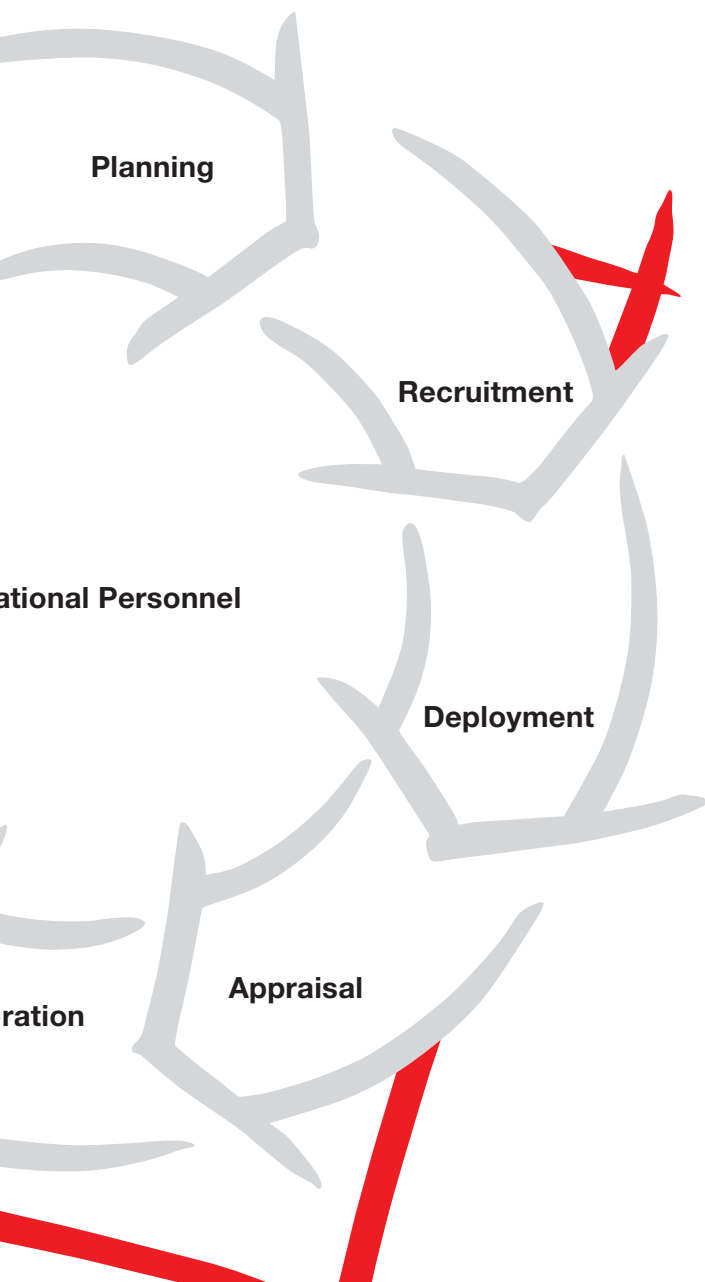 Planning
Recruitment
ational Personnel
Deployment
Appraisal
ration